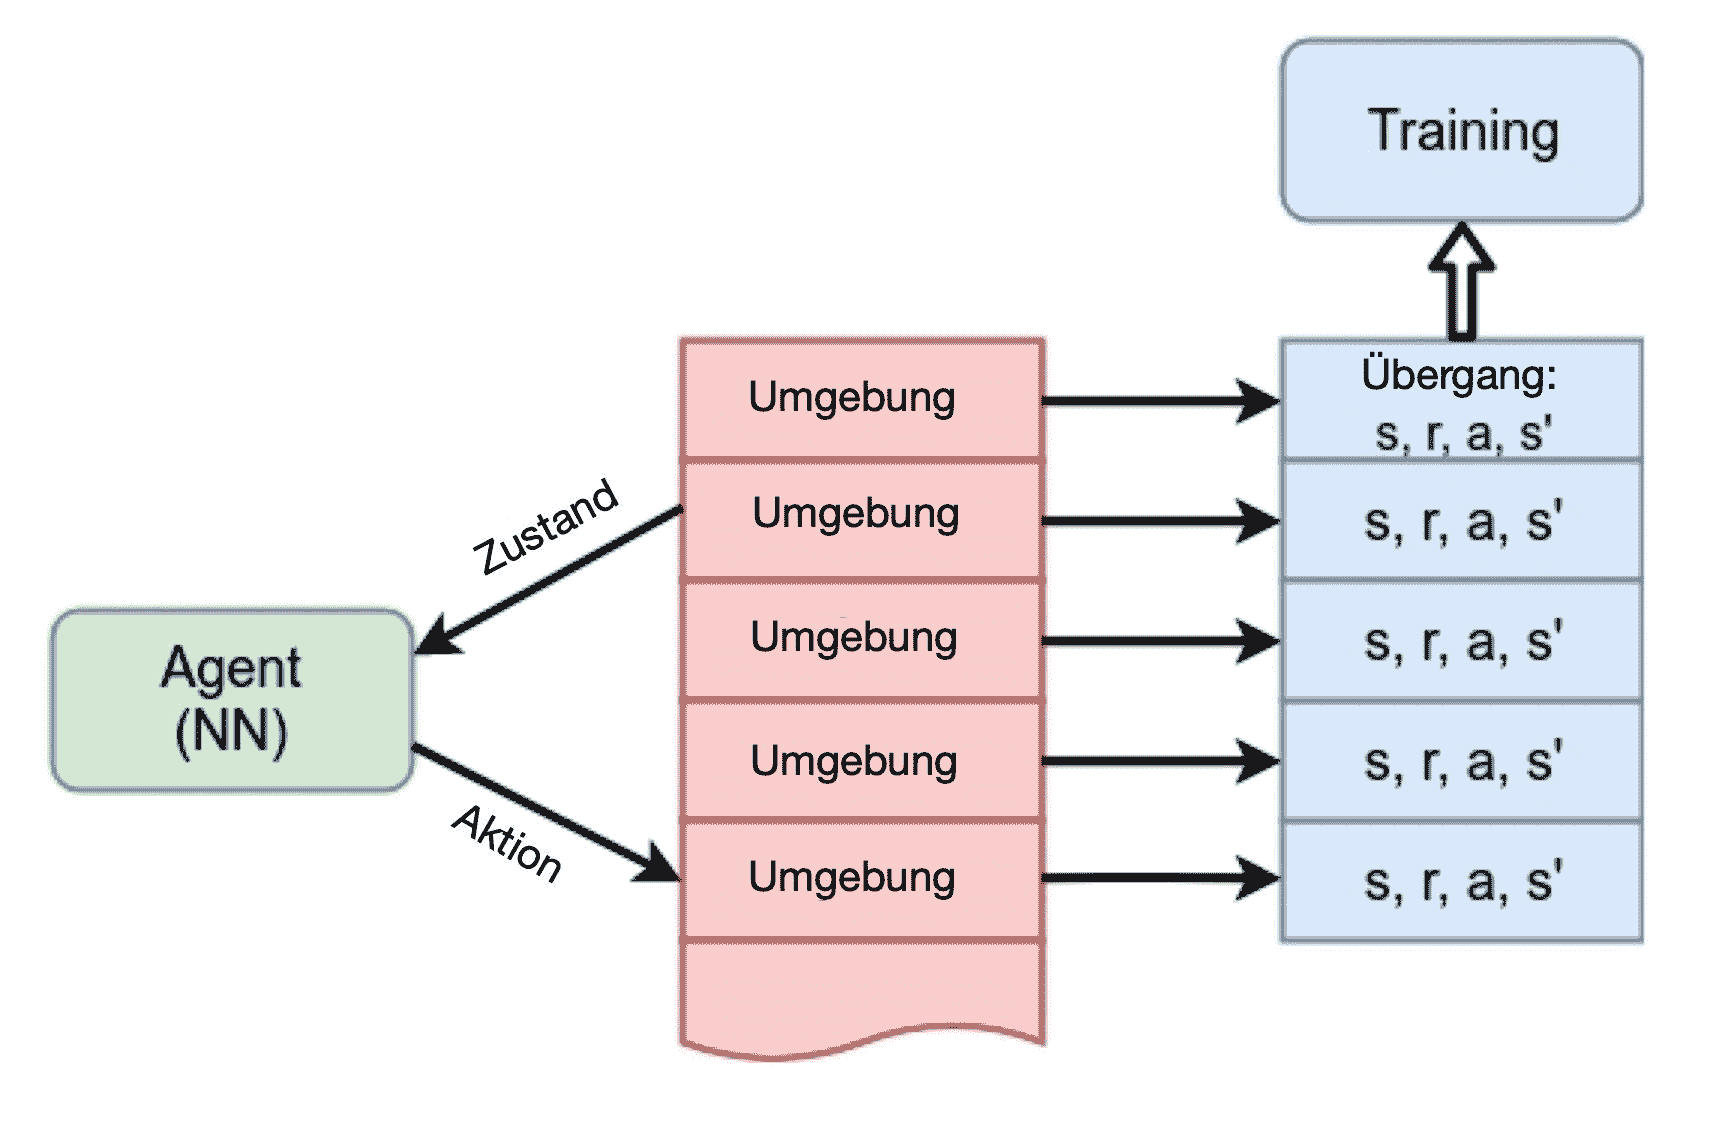 Training
Umgebung
Übergang:
s, r, a, s'
Zustand
Umgebung
s, r, a, s'
Agent
(NN)
Umgebung
s, r, a, s'
Umgebung
s, r, a, s'
Aktion
Umgebung
s, r, a, s'